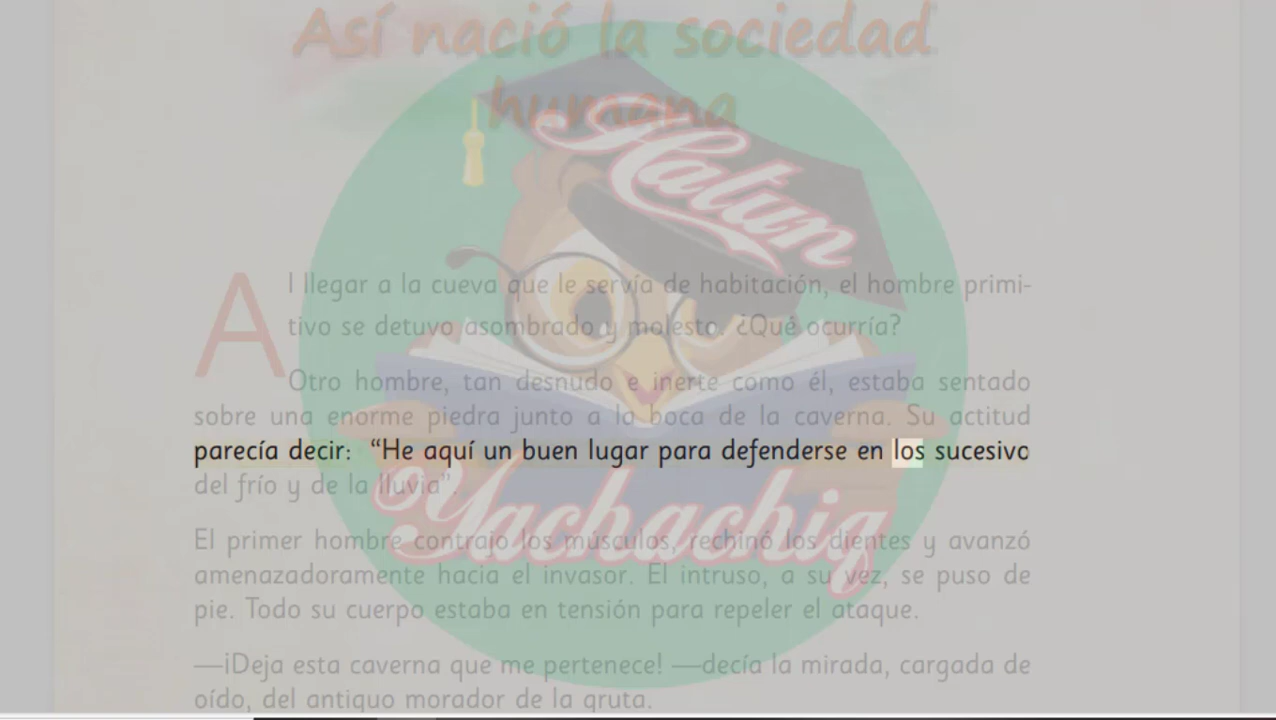 Así nació la sociedad
humana
Hatun
Al llegar a la cueva que le servía de habitación, el hombre primi-
tivo se detuvo asombrado y molesto. ¿Qué ocurría?
Otro hombre, tan desnudo e inerte como él, estaba sentado
sobre una enorme piedra junto a la boca de la caverna. Su actitud
parecía decir: “He aquí un buen lugar para defenderse en los sucesivo
del frío y de la lluvia”.
Yachachiq
El primer hombre contrajo los músculos, rechinó los dientes y avanzó
amenazadoramente hacia el invasor. El intruso, a su vez, se puso de
pie. Todo su cuerpo estaba en tensión para repeler el ataque.
—¡Deja esta caverna que me pertenece! —decía la mirada, cargada de
oído, del antiguo morador de la gruta.